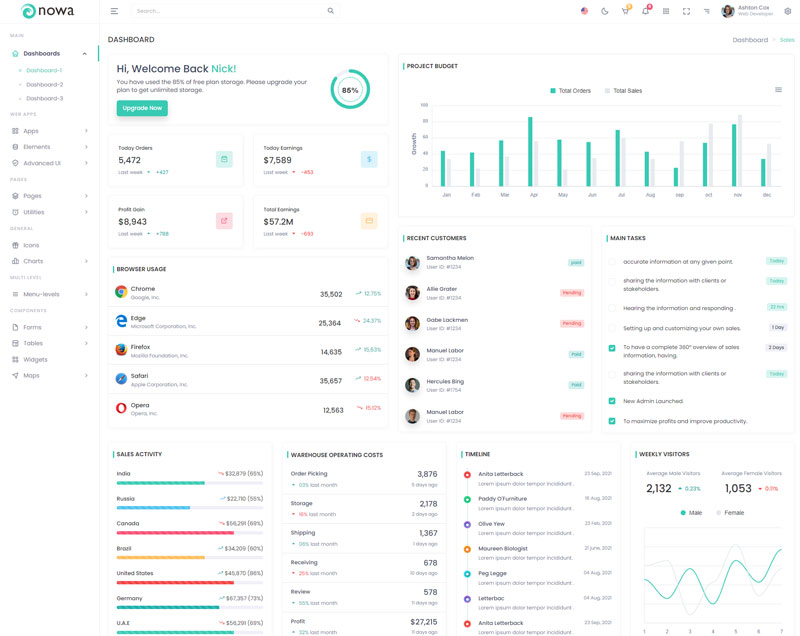 nowa
Search...
Ashton Cox
Web Developer
MAIN
Dashboards
Dashboard-1
Dashboard-2
Dashboard-3
WEB APPS
Apps
Elements
Advanced UI
PAGES
Pages
Utilities
GENERAL
Icons
Charts
MULTI LEVEL
Menu-levels
COMPONENTS
Forms
Tables
Widgets
Maps
DASHBOARD
Dashboard
Sales
Hi, Welcome Back Nick!
You have used the 85% of free plan storage. Please upgrade your
plan to get unlimited storage.
Upgrade Now
85%
Today Orders
5,472
Last week +427
Today Earnings
$7,589
Last week -453
Profit Gain
$8,943
Last week
Total Earnings
$57.2M
Last week -693
PROJECT BUDGET
Total Orders Total Sales
Growth
100
80
60
40
20
0
Jan Feb Mar Apr May Jun Jul Aug sep oct nov dec
BROWSER USAGE
Chrome
Google, Inc.
35,502 12.75%
Edge
Microsoft Corporation, Inc.
25,364 24.37%
Firefox
Mozilla Foundation, Inc.
14,635 15.63%
Safari
Apple Corporation, Inc.
35,657 12.54%
Opera
Opera, Inc.
12,563 15.12%
RECENT CUSTOMERS
Samantha Melon
User ID: #1234
paid
Allie Grater
User ID: #1234
Pending
Gabe Lackmen
User ID: #1234
Pending
Manuel Labor
User ID: #1234
Paid
Hercules Bing
User ID: #1754
Paid
Manuel Labor
User ID: #1234
Pending
MAIN TASKS
accurate information at any given point.
Today
sharing the information with clients or
stakeholders.
Today
Hearing the information and responding .
22 hrs
Setting up and customizing your own sales.
1 Day
To have a complete 360° overview of sales
information, having.
2 Days
sharing the information with clients or
stakeholders.
Today
New Admin Launched.
To maximize profits and improve productivity.
SALES ACTIVITY
India
$32,879 (65%)
Russia
$22,710 (55%)
Canada
$56,291 (69%)
Brazil
$34,209 (60%)
United States
$45,870 (86%)
Germany
$67,357 (73%)
U.A.E
$56,291 (69%)
WAREHOUSE OPERATING COSTS
Order Picking
3,876
03% last month
5 days ago
Storage
2,178
16% last month
2 days ago
Shipping
1,367
06% last month
1 days ago
Receiving
678
25% last month
10 days ago
Review
578
55% last month
11 days ago
Profit
$27,215
32% last month
11 days ago
TIMELINE
Anita Letterback
23 Sep, 2021
Lorem ipsum dolor tempor incididunt .
Paddy O'Furniture
16 Aug, 2021
Lorem ipsum dolor tempor incididunt .
Olive Yew
23 Feb, 2021
Lorem ipsum dolor tempor incididunt .
Maureen Biologist
21 june, 2021
Lorem ipsum dolor tempor incididunt .
Peg Legge
04 Aug, 2021
Lorem ipsum dolor tempor incididunt .
Letterbac
04 Aug, 2021
Lorem ipsum dolor tempor incididunt .
Anita Letterback
23 Sep, 2021
Lorem ipsum dolor tempor incididunt .
WEEKLY VISITORS
Average Male Visitors
2,132 0.23%
Average Female Visitors
1,053 0.11%
Male Female
1 2 3 4 5 6 7